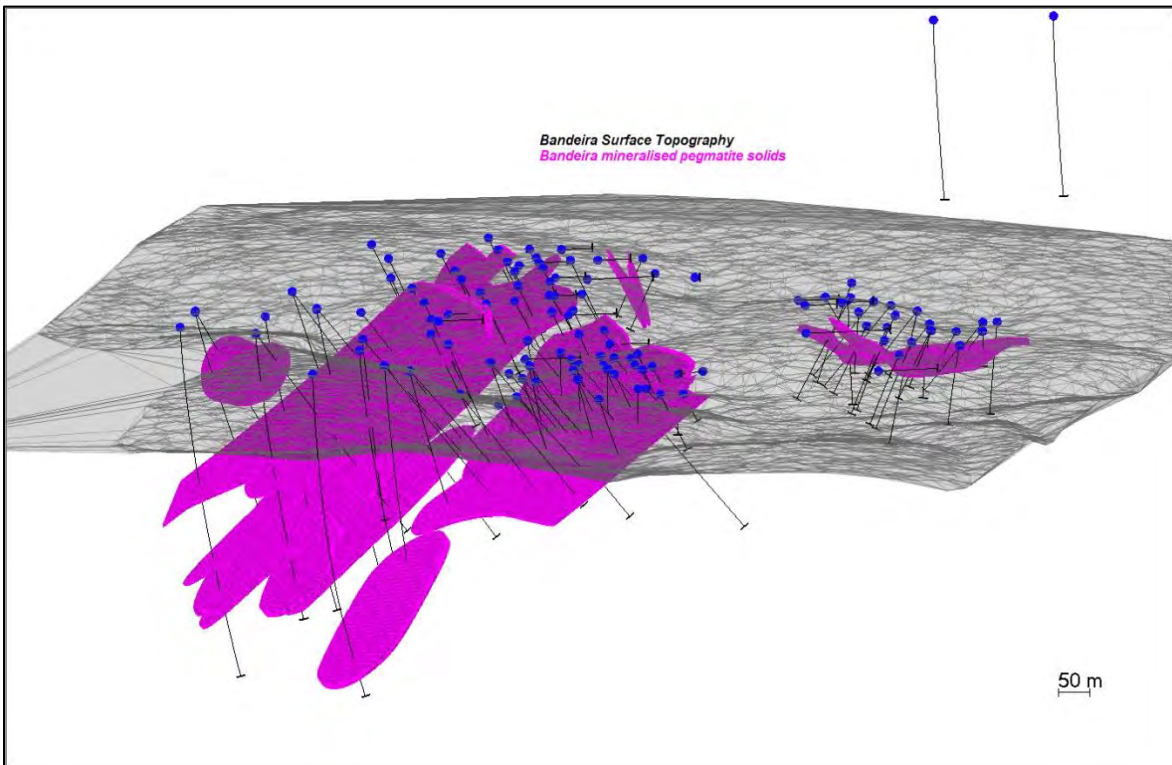 Bandeira Surface Topography
Bandeira mineralised pegmatite solids
50 m